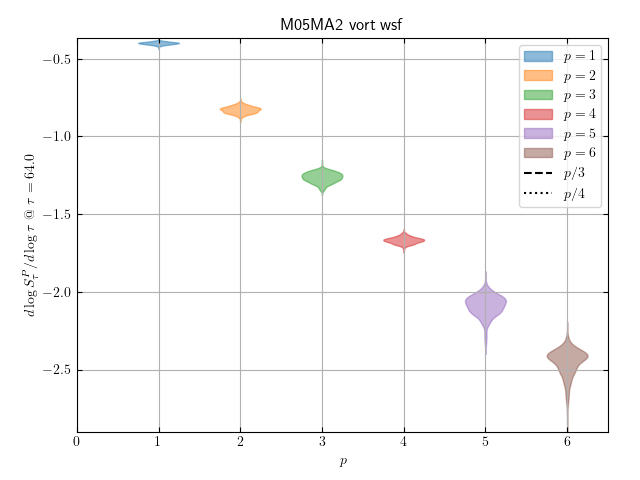 M05MA2 vort wsf
d log S_τ^P / d log τ @ τ = 64.0
−0.5
−1.0
−1.5
−2.0
−2.5
0 1 2 3 4 5 6
p
p = 1
p = 2
p = 3
p = 4
p = 5
p = 6
p/3
p/4